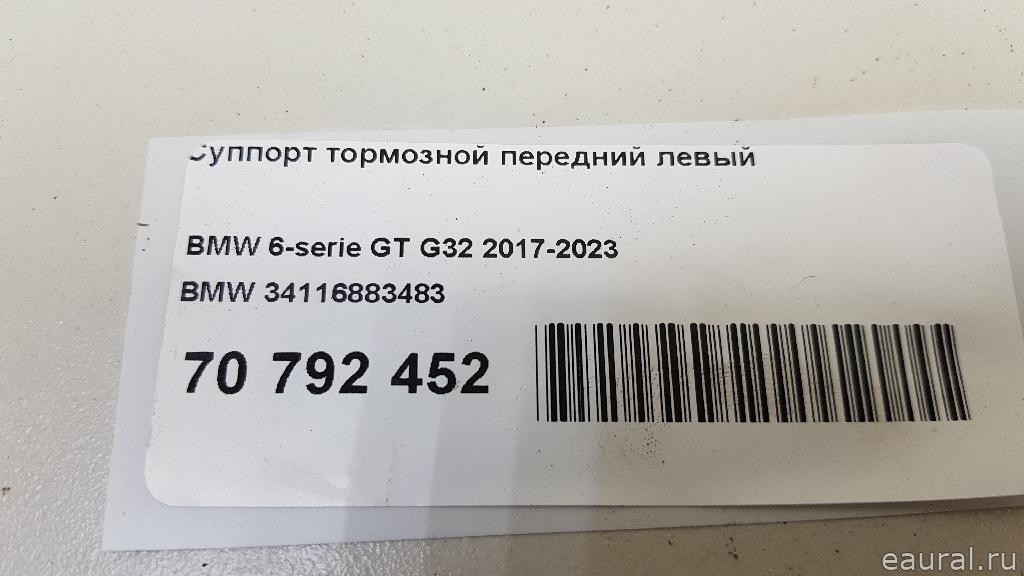 Суппорт тормозной передний левый
BMW 6-serie GT G32 2017-2023
BMW 34116883483
70 792 452
eaural.ru